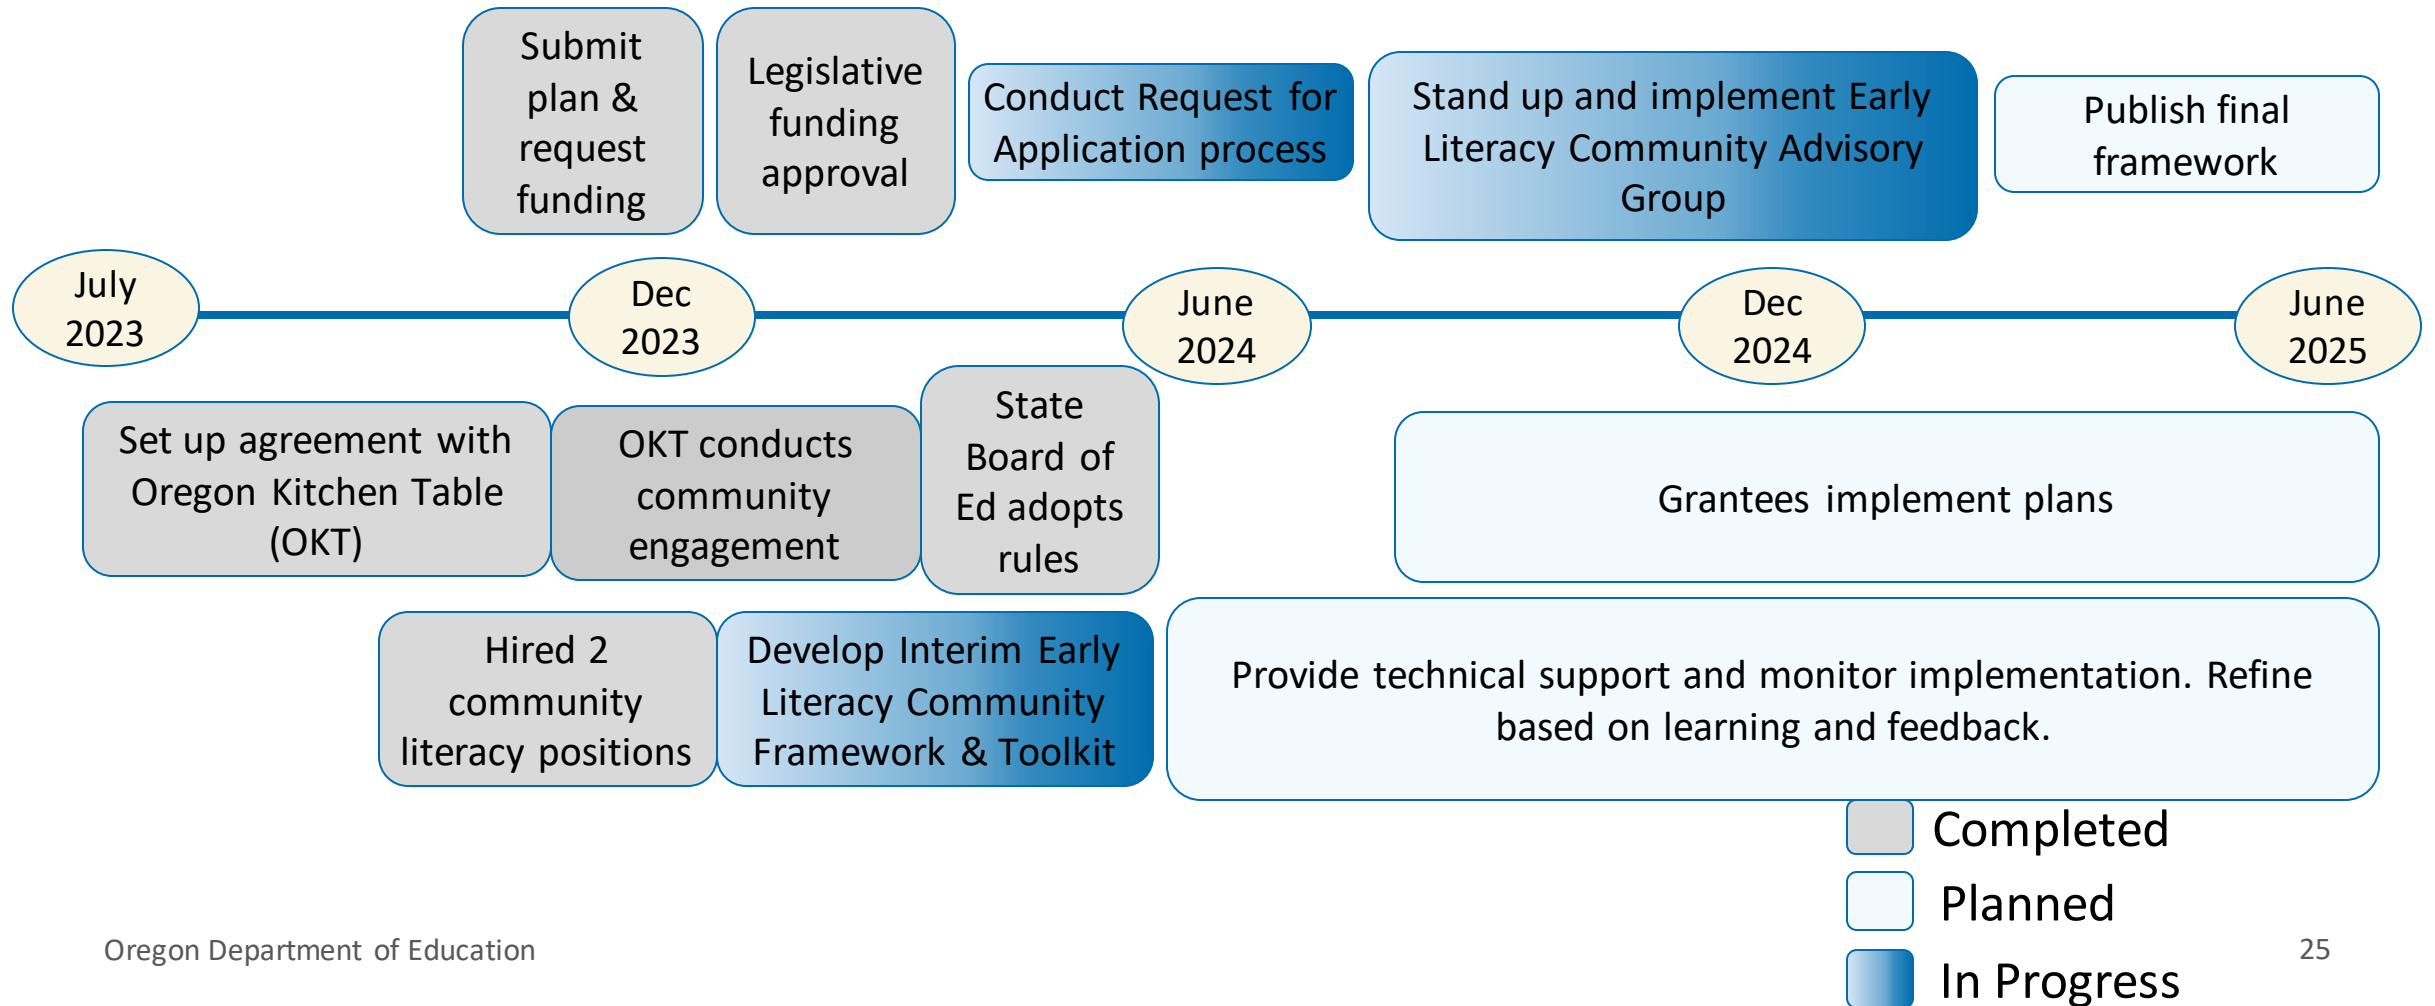 Submit
plan &
request
funding
Legislative
funding
approval
Conduct Request for
Application process
Stand up and implement Early
Literacy Community Advisory
Group
Publish final
framework
July
2023
Dec
2023
June
2024
Dec
2024
June
2025
Set up agreement with
Oregon Kitchen Table
(OKT)
OKT conducts
community
engagement
State
Board of
Ed adopts
rules
Grantees implement plans
Hired 2
community
literacy positions
Develop Interim Early
Literacy Community
Framework & Toolkit
Provide technical support and monitor implementation. Refine
based on learning and feedback.
Completed
Planned
In Progress
Oregon Department of Education
25